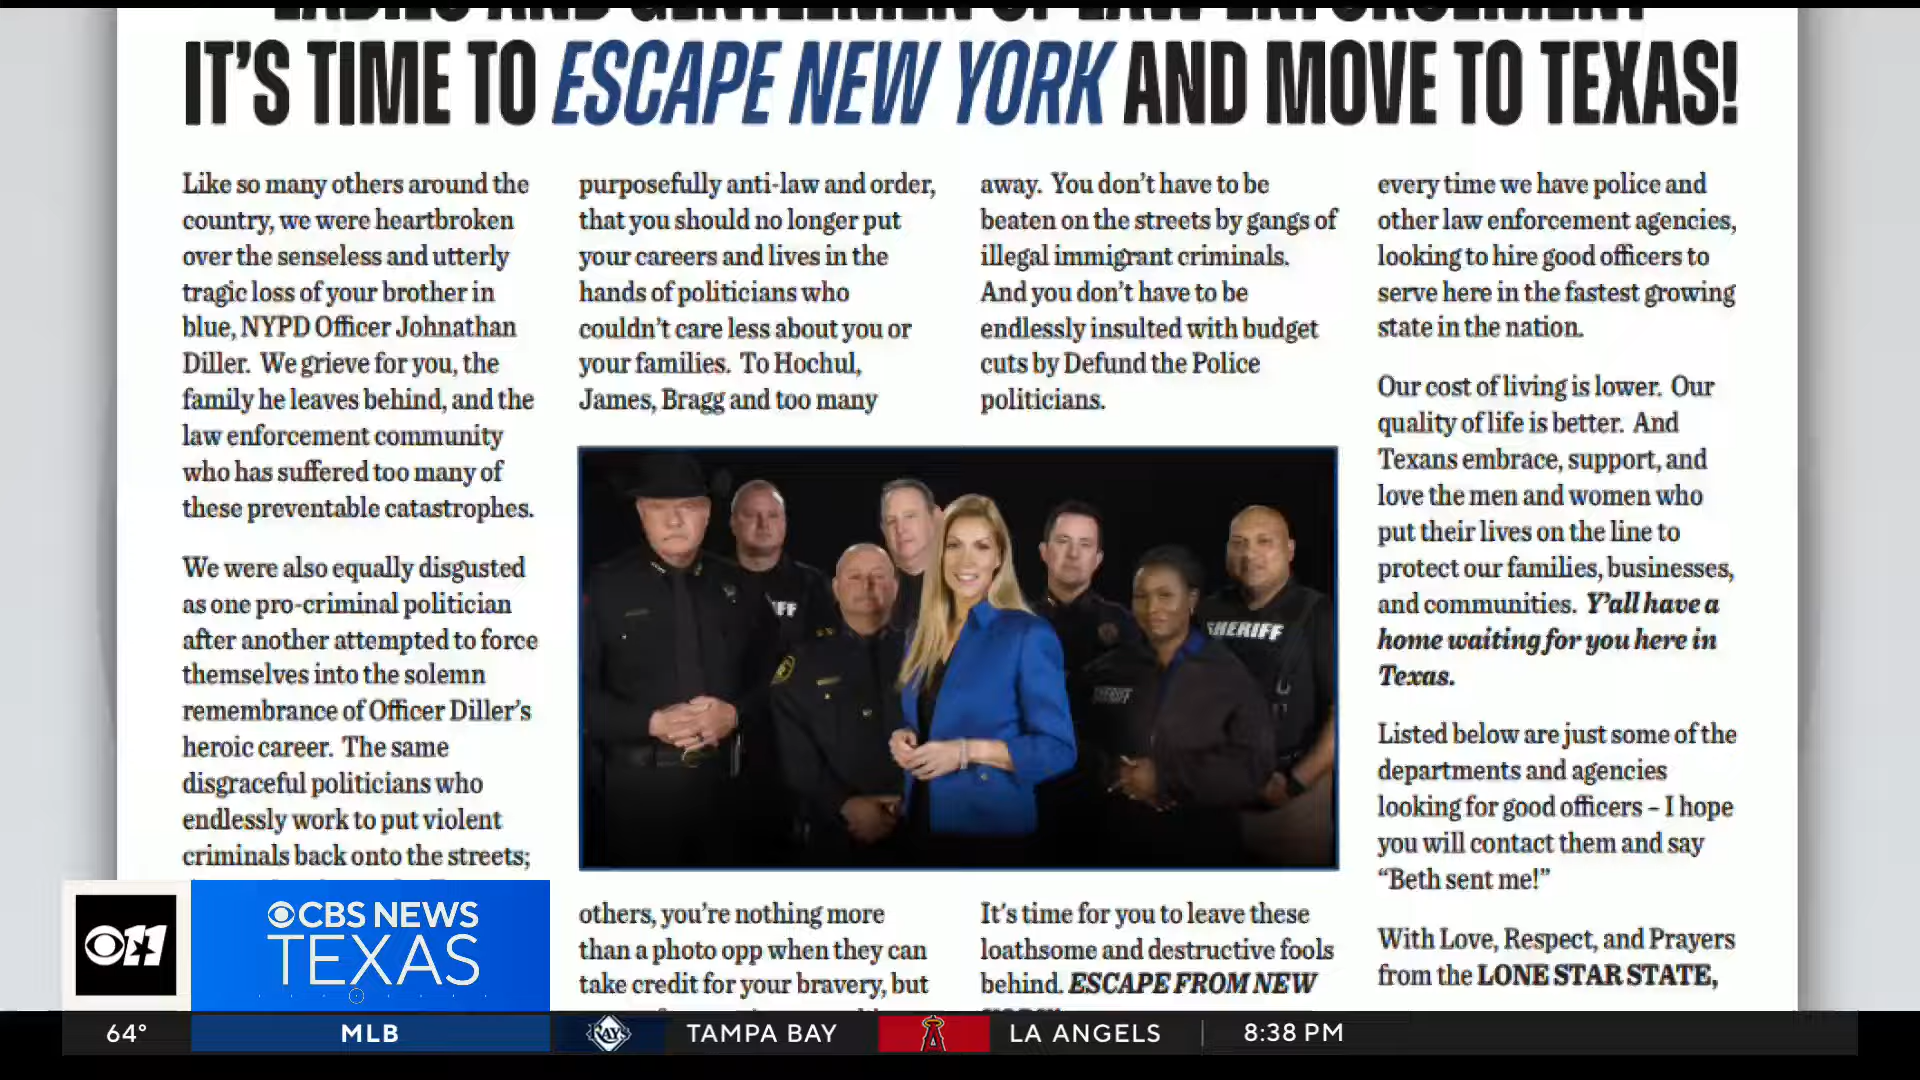 LADIES AND GENTLEMEN OF LAW ENFORCEMENT
IT'S TIME TO ESCAPE NEW YORK AND MOVE TO TEXAS!
Like so many others around the
country, we were heartbroken
over the senseless and utterly
tragic loss of your brother in
blue, NYPD Officer Johnathan
Diller. We grieve for you, the
family he leaves behind, and the
law enforcement community
who has suffered too many of
these preventable catastrophes.
We were also equally disgusted
as one pro-criminal politician
after another attempted to force
themselves into the solemn
remembrance of Officer Diller's
heroic career. The same
disgraceful politicians who
endlessly work to put violent
criminals back onto the streets;
purposefully anti-law and order,
that you should no longer put
your careers and lives in the
hands of politicians who
couldn't care less about you or
your families. To Hochul,
James, Bragg and too many
others, you're nothing more
than a photo opp when they can
take credit for your bravery, but
away. You don't have to be
beaten on the streets by gangs of
illegal immigrant criminals.
And you don't have to be
endlessly insulted with budget
cuts by Defund the Police
politicians.
It's time for you to leave these
loathsome and destructive fools
behind. ESCAPE FROM NEW
every time we have police and
other law enforcement agencies,
looking to hire good officers to
serve here in the fastest growing
state in the nation.
Our cost of living is lower. Our
quality of life is better. And
Texans embrace, support, and
love the men and women who
put their lives on the line to
protect our families, businesses,
and communities. Y'all have a
home waiting for you here in
Texas.
Listed below are just some of the
departments and agencies
looking for good officers – I hope
you will contact them and say
“Beth sent me!”
With Love, Respect, and Prayers
from the LONE STAR STATE,
SHERIFF
SHERIFF
11
CBS NEWS
TEXAS
64°
MLB
RAYS
TAMPA BAY
A
LA ANGELS
8:38 PM